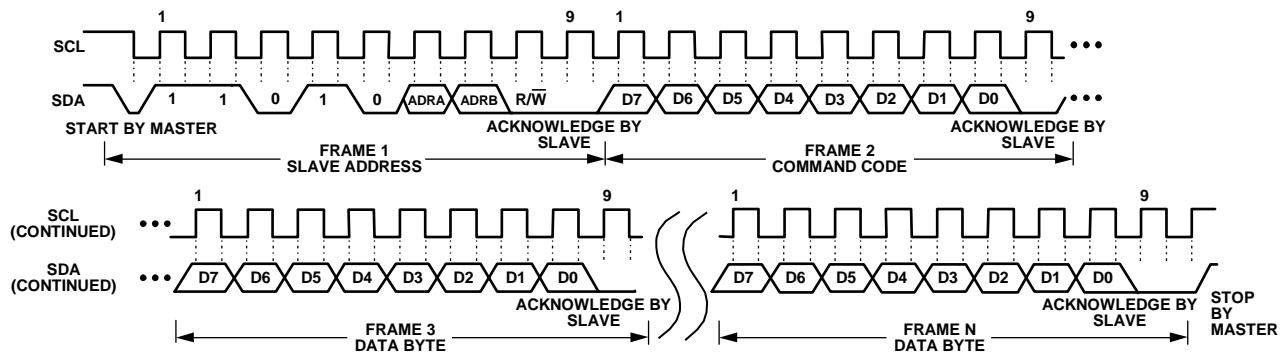 1 9 1 9
SCL
SDA 1 1 0 1 0 ADRA ADRB R/W̅ D7 D6 D5 D4 D3 D2 D1 D0
START BY MASTER ACKNOWLEDGE BY SLAVE ACKNOWLEDGE BY SLAVE
FRAME 1
SLAVE ADDRESS
FRAME 2
COMMAND CODE
1 9 1 9
SCL
(CONTINUED)
SDA
(CONTINUED)
D7 D6 D5 D4 D3 D2 D1 D0 D7 D6 D5 D4 D3 D2 D1 D0
ACKNOWLEDGE BY SLAVE ACKNOWLEDGE BY SLAVE
STOP
BY
MASTER
FRAME 3
DATA BYTE
FRAME N
DATA BYTE